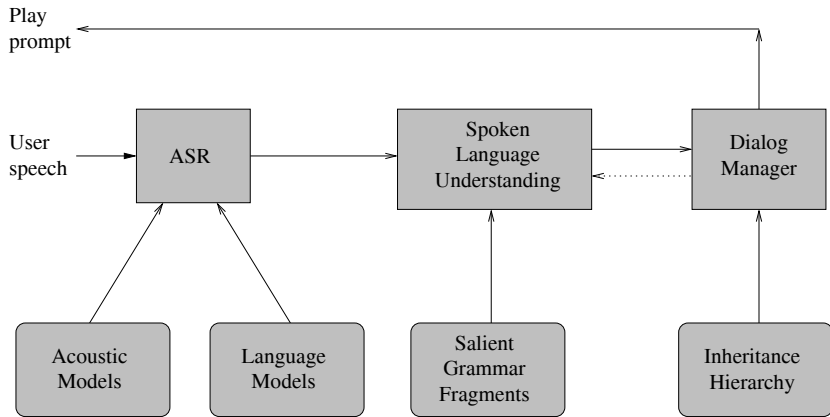 Play
prompt
User
speech
ASR
Spoken
Language
Understanding
Dialog
Manager
Acoustic
Models
Language
Models
Salient
Grammar
Fragments
Inheritance
Hierarchy